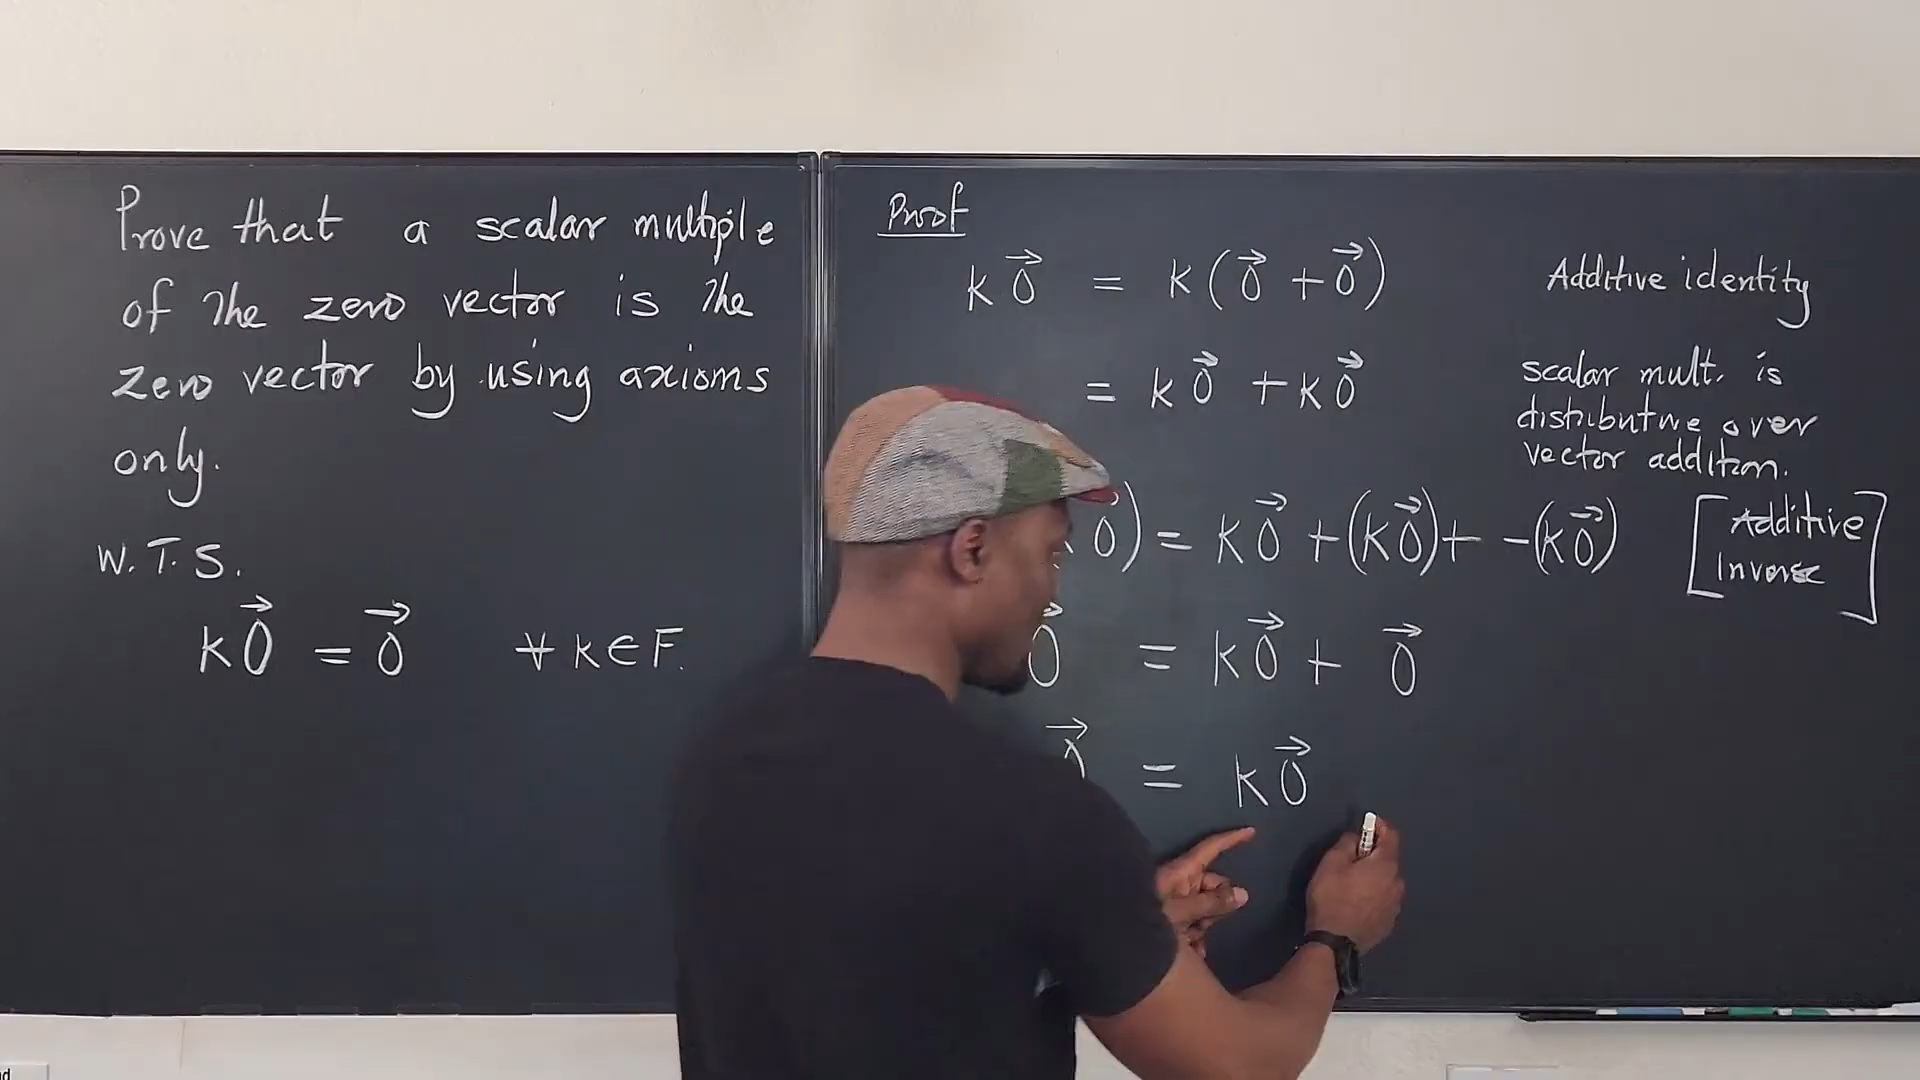 Prove that a scalar multiple
of the zero vector is the
zero vector by using axioms
only.
W.T.S.
k0⃗ = 0⃗ ∀ k ∈ F.
Proof
k0⃗ = k(0⃗ + 0⃗) Additive identity
= k0⃗ + k0⃗ scalar mult. is
distributive over
vector addition.
0⃗) = k0⃗ + (k0⃗) + -(k0⃗) [Additive
Inverse]
0⃗ = k0⃗ + 0⃗
0⃗ = k0⃗